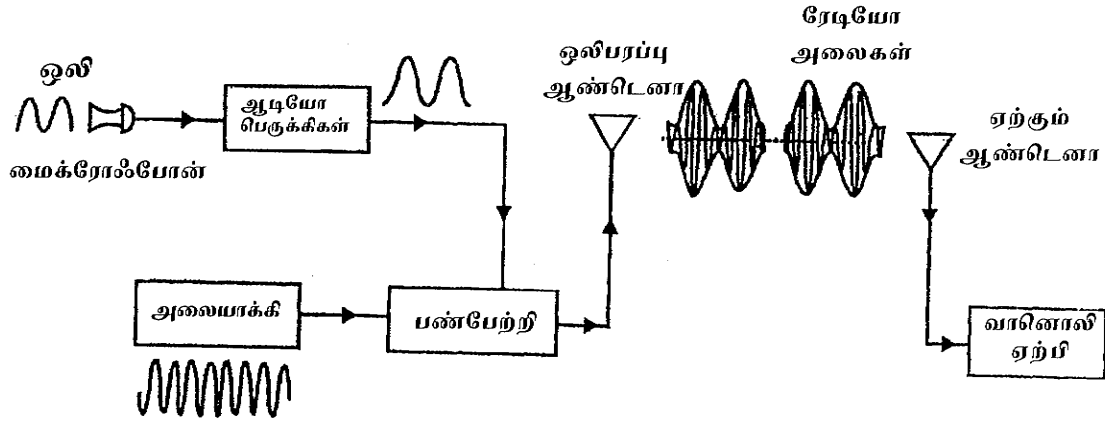 ஒலி
மைக்ரோஃபோன்
ஆடியோ
பெருக்கிகள்
ஒலிபரப்பு
ஆண்டெனா
ரேடியோ
அலைகள்
ஏற்கும்
ஆண்டெனா
அலையாக்கி
பண்பேற்றி
வானொலி
ஏற்பி